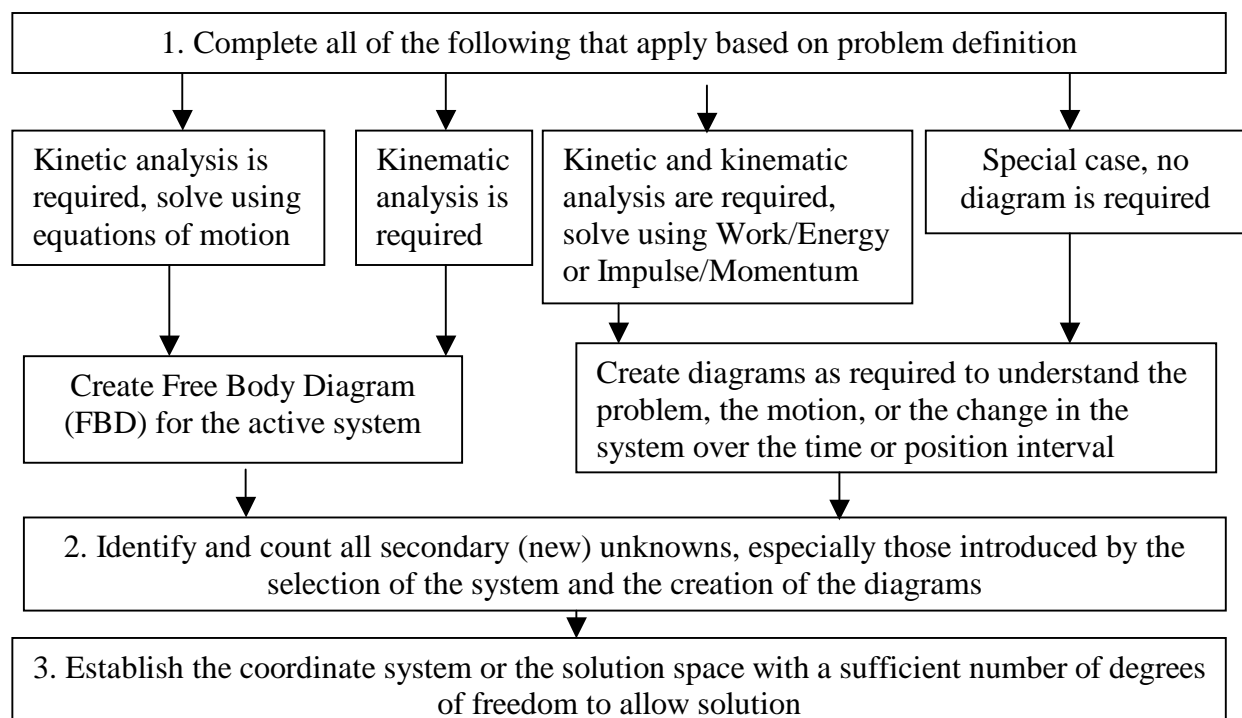 1. Complete all of the following that apply based on problem definition
Kinetic analysis is
required, solve using
equations of motion
Kinematic
analysis is
required
Kinetic and kinematic
analysis are required,
solve using Work/Energy
or Impulse/Momentum
Special case, no
diagram is required
Create Free Body Diagram
(FBD) for the active system
Create diagrams as required to understand the
problem, the motion, or the change in the
system over the time or position interval
2. Identify and count all secondary (new) unknowns, especially those introduced by the
selection of the system and the creation of the diagrams
3. Establish the coordinate system or the solution space with a sufficient number of degrees
of freedom to allow solution